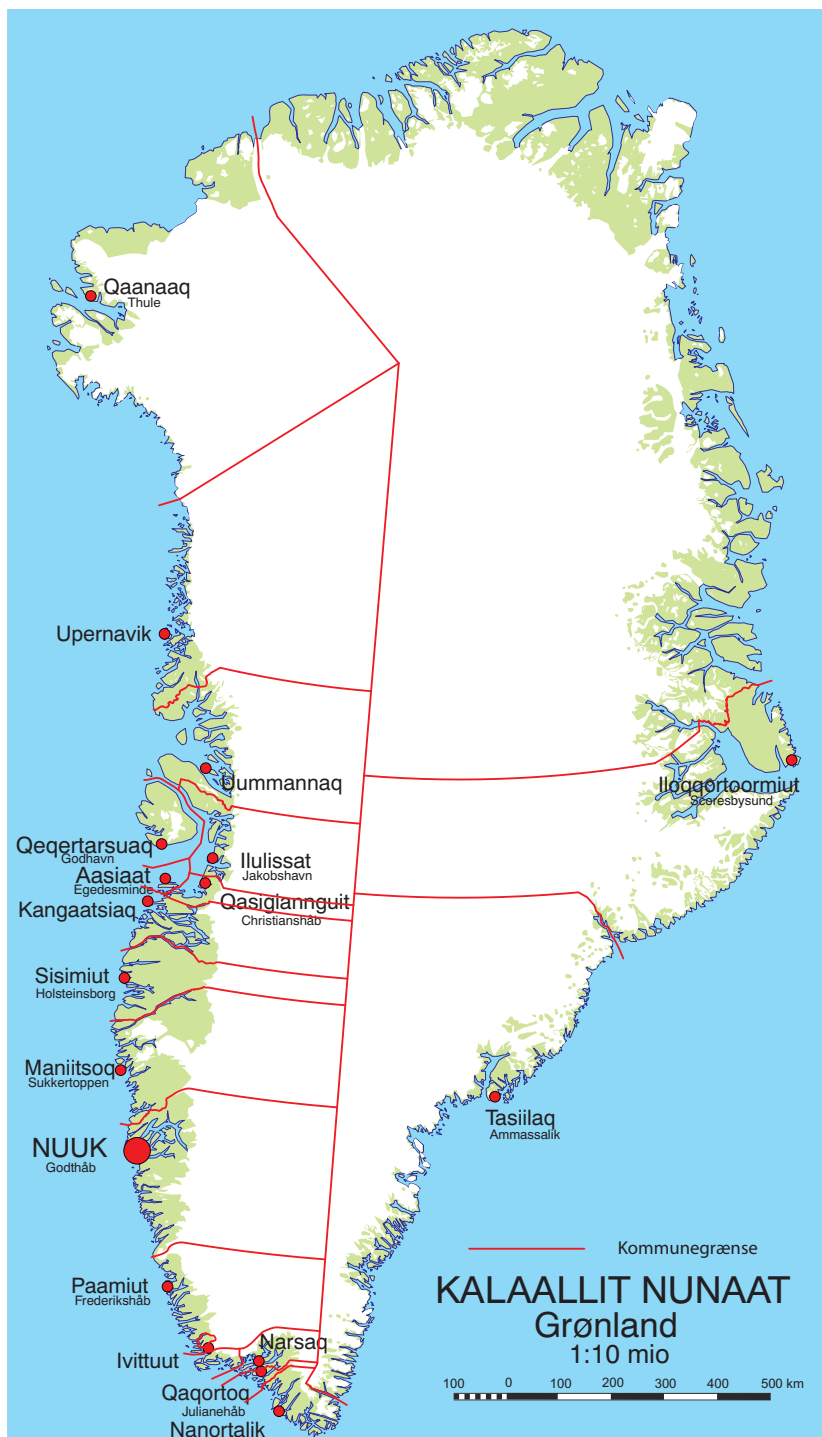 Qaanaaq
Thule
Upernavik
Uummannaq
Iloqqortoormiut
Scoresbysund
Qeqertarsuaq
Godhavn
Ilulissat
Jakobshavn
Aasiaat
Egedesminde
Qasigiannguit
Christianshåb
Kangaatsiaq
Sisimiut
Holsteinsborg
Maniitsoq
Sukkertoppen
Tasiilaq
Ammassalik
NUUK
Godthåb
Kommunegrænse
Paamiut
Frederikshåb
KALAALLIT NUNAAT
Grønland
1:10 mio
Narsaq
Ivittuut
Qaqortoq
Julianehåb
100 0 100 200 300 400 500 km
Nanortalik